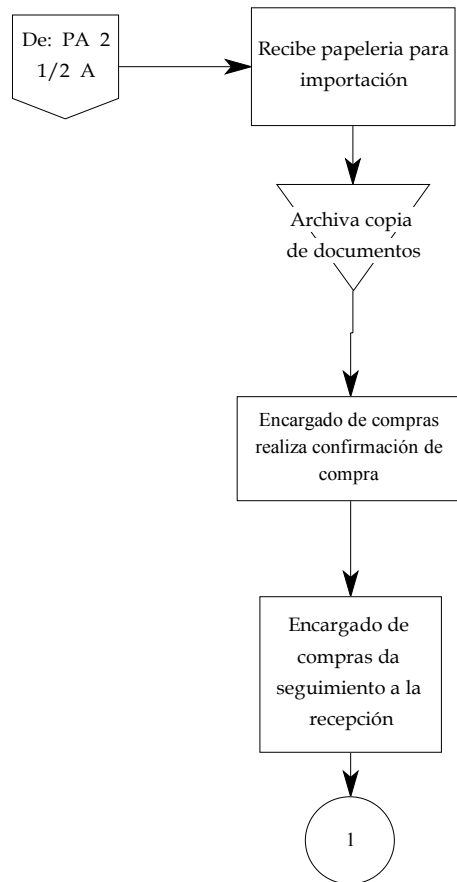 De: PA 2
1/2 A
Recibe papeleria para
importación
Archiva copia
de documentos
Encargado de compras
realiza confirmación de
compra
Encargado de
compras da
seguimiento a la
recepción
1